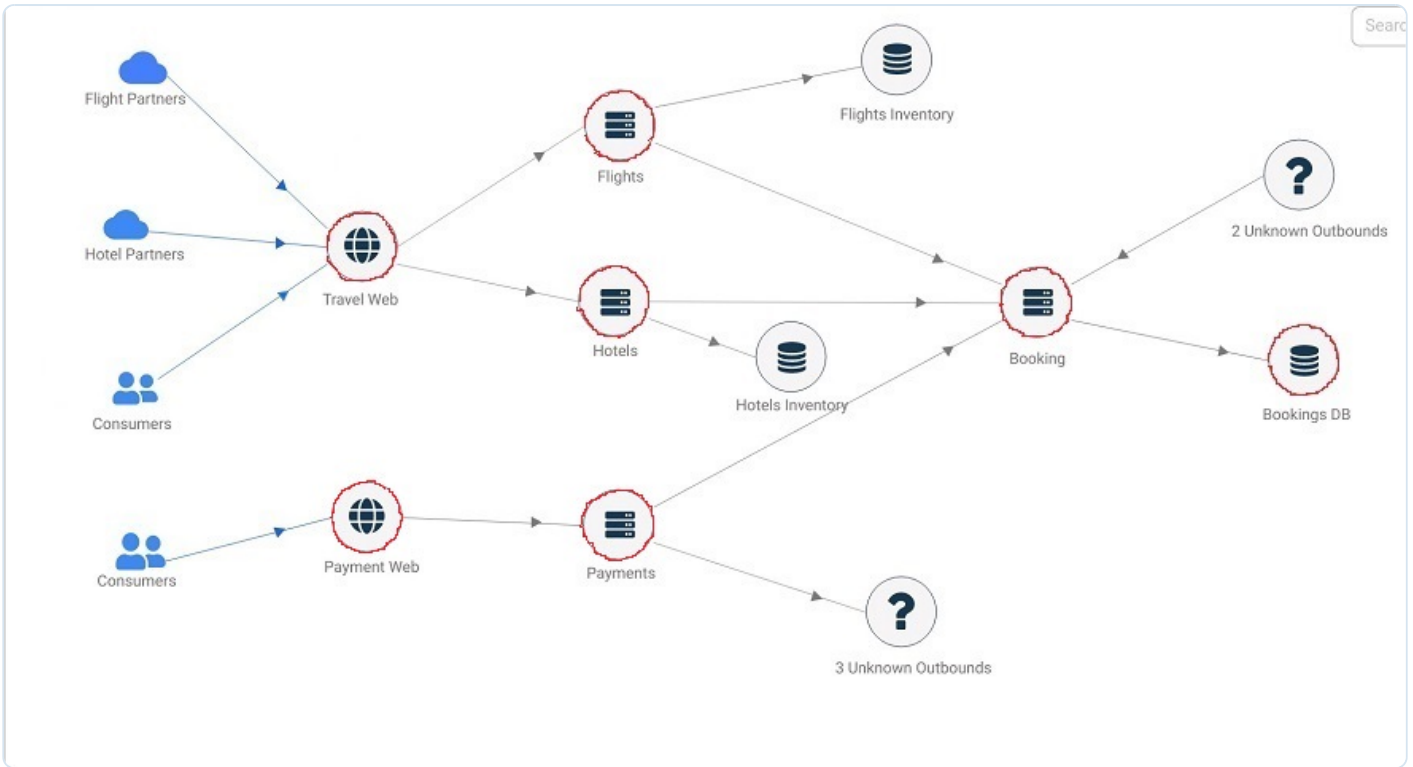 Searc
Flight Partners
Flights Inventory
Flights
2 Unknown Outbounds
Hotel Partners
Travel Web
Hotels
Booking
Hotels Inventory
Bookings DB
Consumers
Payment Web
Payments
Consumers
3 Unknown Outbounds